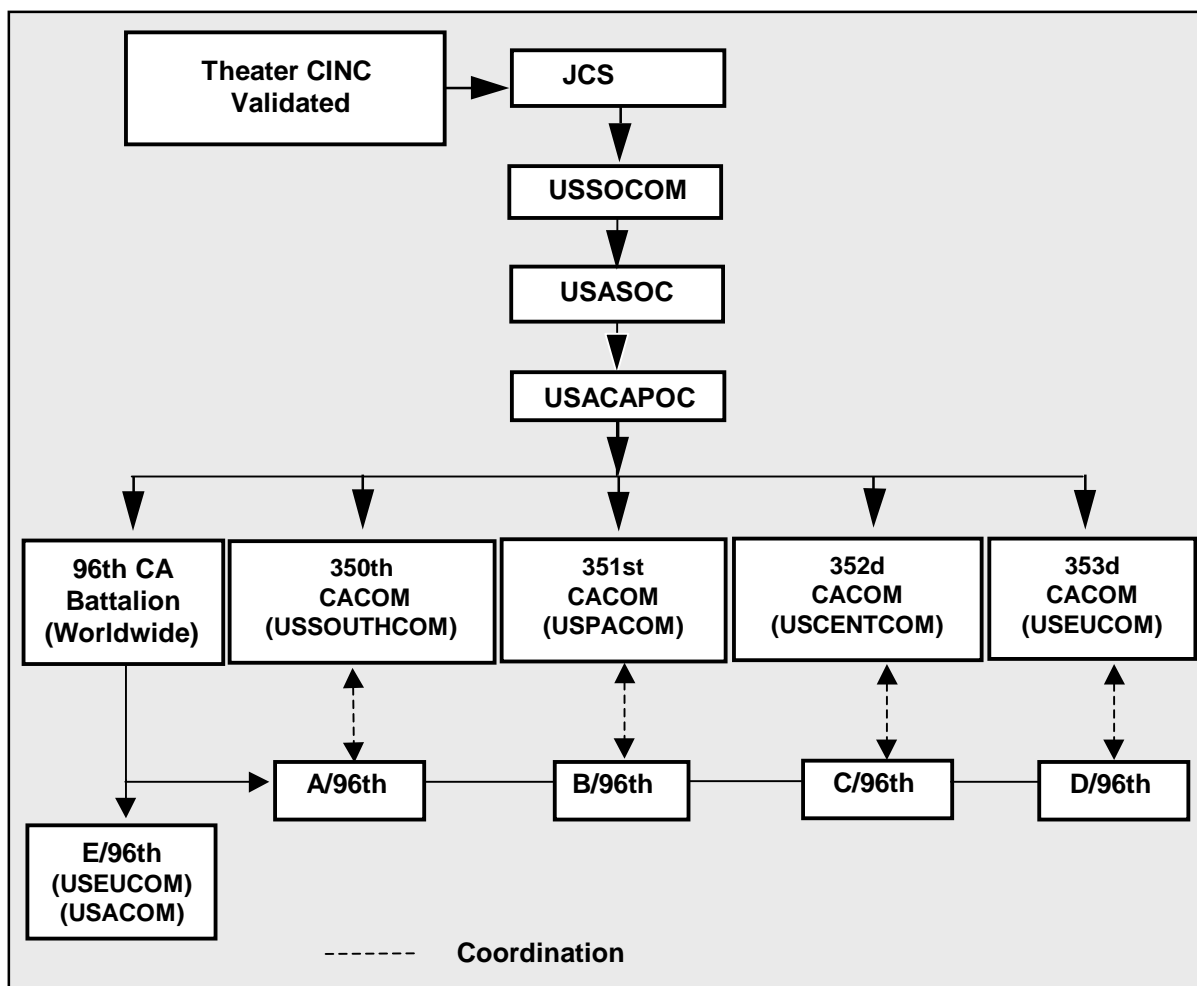 Theater CINC
Validated
JCS
USSOCOM
USASOC
USACAPOC
96th CA
Battalion
(Worldwide)
350th
CACOM
(USSOUTHCOM)
351st
CACOM
(USPACOM)
352d
CACOM
(USCENTCOM)
353d
CACOM
(USEUCOM)
A/96th
B/96th
C/96th
D/96th
E/96th
(USEUCOM)
(USACOM)
Coordination